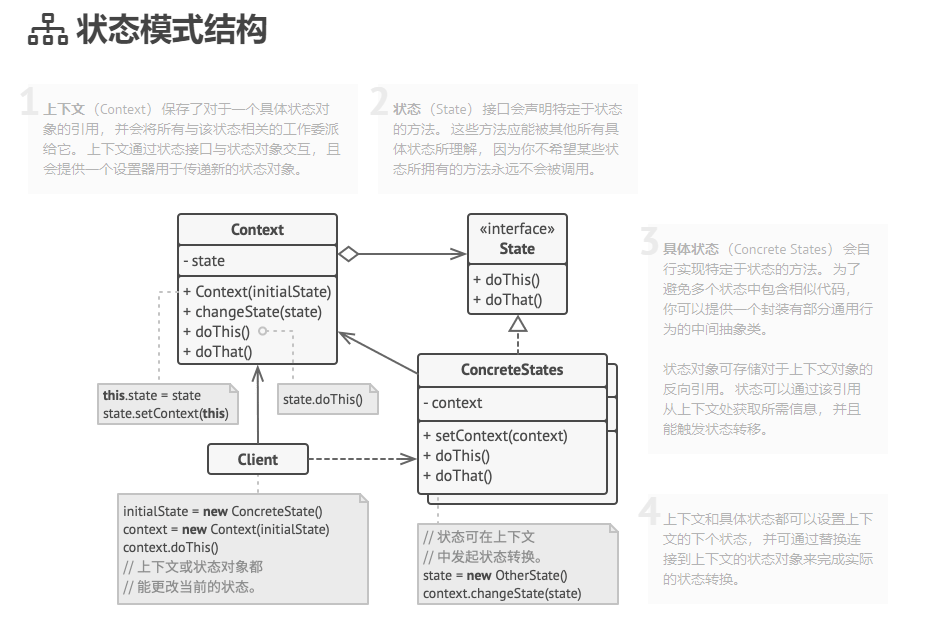 状态模式结构
1
上下文（Context）保存了对于一个具体状态对
象的引用，并会将所有与该状态相关的工作委派
给它。上下文通过状态接口与状态对象交互，且
会提供一个设置器用于传递新的状态对象。
2
状态（State）接口会声明特定于状态
的方法。这些方法应能被其他所有具
体状态所理解，因为你不希望某些状
态所拥有的方法永远不会被调用。
Context
- state
+ Context(initialState)
+ changeState(state)
+ doThis()
+ doThat()
«interface»
State
+ doThis()
+ doThat()
3
具体状态（Concrete States）会自
行实现特定于状态的方法。为了
避免多个状态中包含相似代码，
你可以提供一个封装有部分通用行
为的中间抽象类。
状态对象可存储对于上下文对象的
反向引用。状态可以通过该引用
从上下文处获取所需信息，并且
能触发状态转移。
this.state = state
state.setContext(this)
state.doThis()
ConcreteStates
- context
+ setContext(context)
+ doThis()
+ doThat()
Client
initialState = new ConcreteState()
context = new Context(initialState)
context.doThis()
// 上下文或状态对象都
// 能更改当前的状态。
// 状态可在上下文
// 中发起状态转换。
state = new OtherState()
context.changeState(state)
4
上下文和具体状态都可以设置上下
文的下个状态，并可通过替换连
接到上下文的状态对象来完成实际
的状态转换。